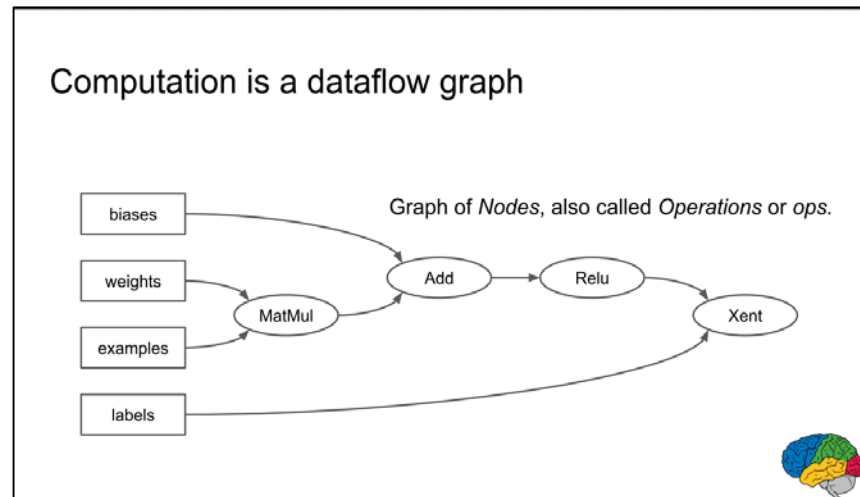 Computation is a dataflow graph
biases
Graph of Nodes, also called Operations or ops.
weights
Add
Relu
MatMul
Xent
examples
labels